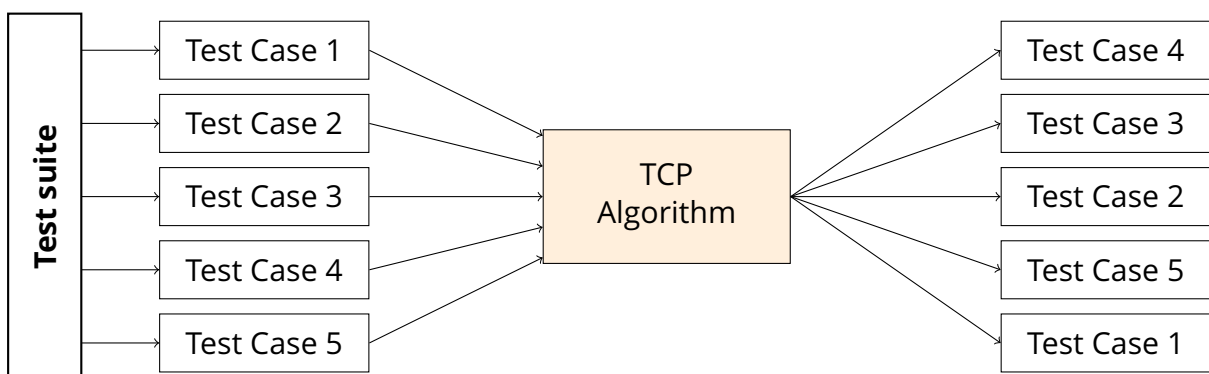 Test suite
Test Case 1
Test Case 2
Test Case 3
Test Case 4
Test Case 5
TCP
Algorithm
Test Case 4
Test Case 3
Test Case 2
Test Case 5
Test Case 1